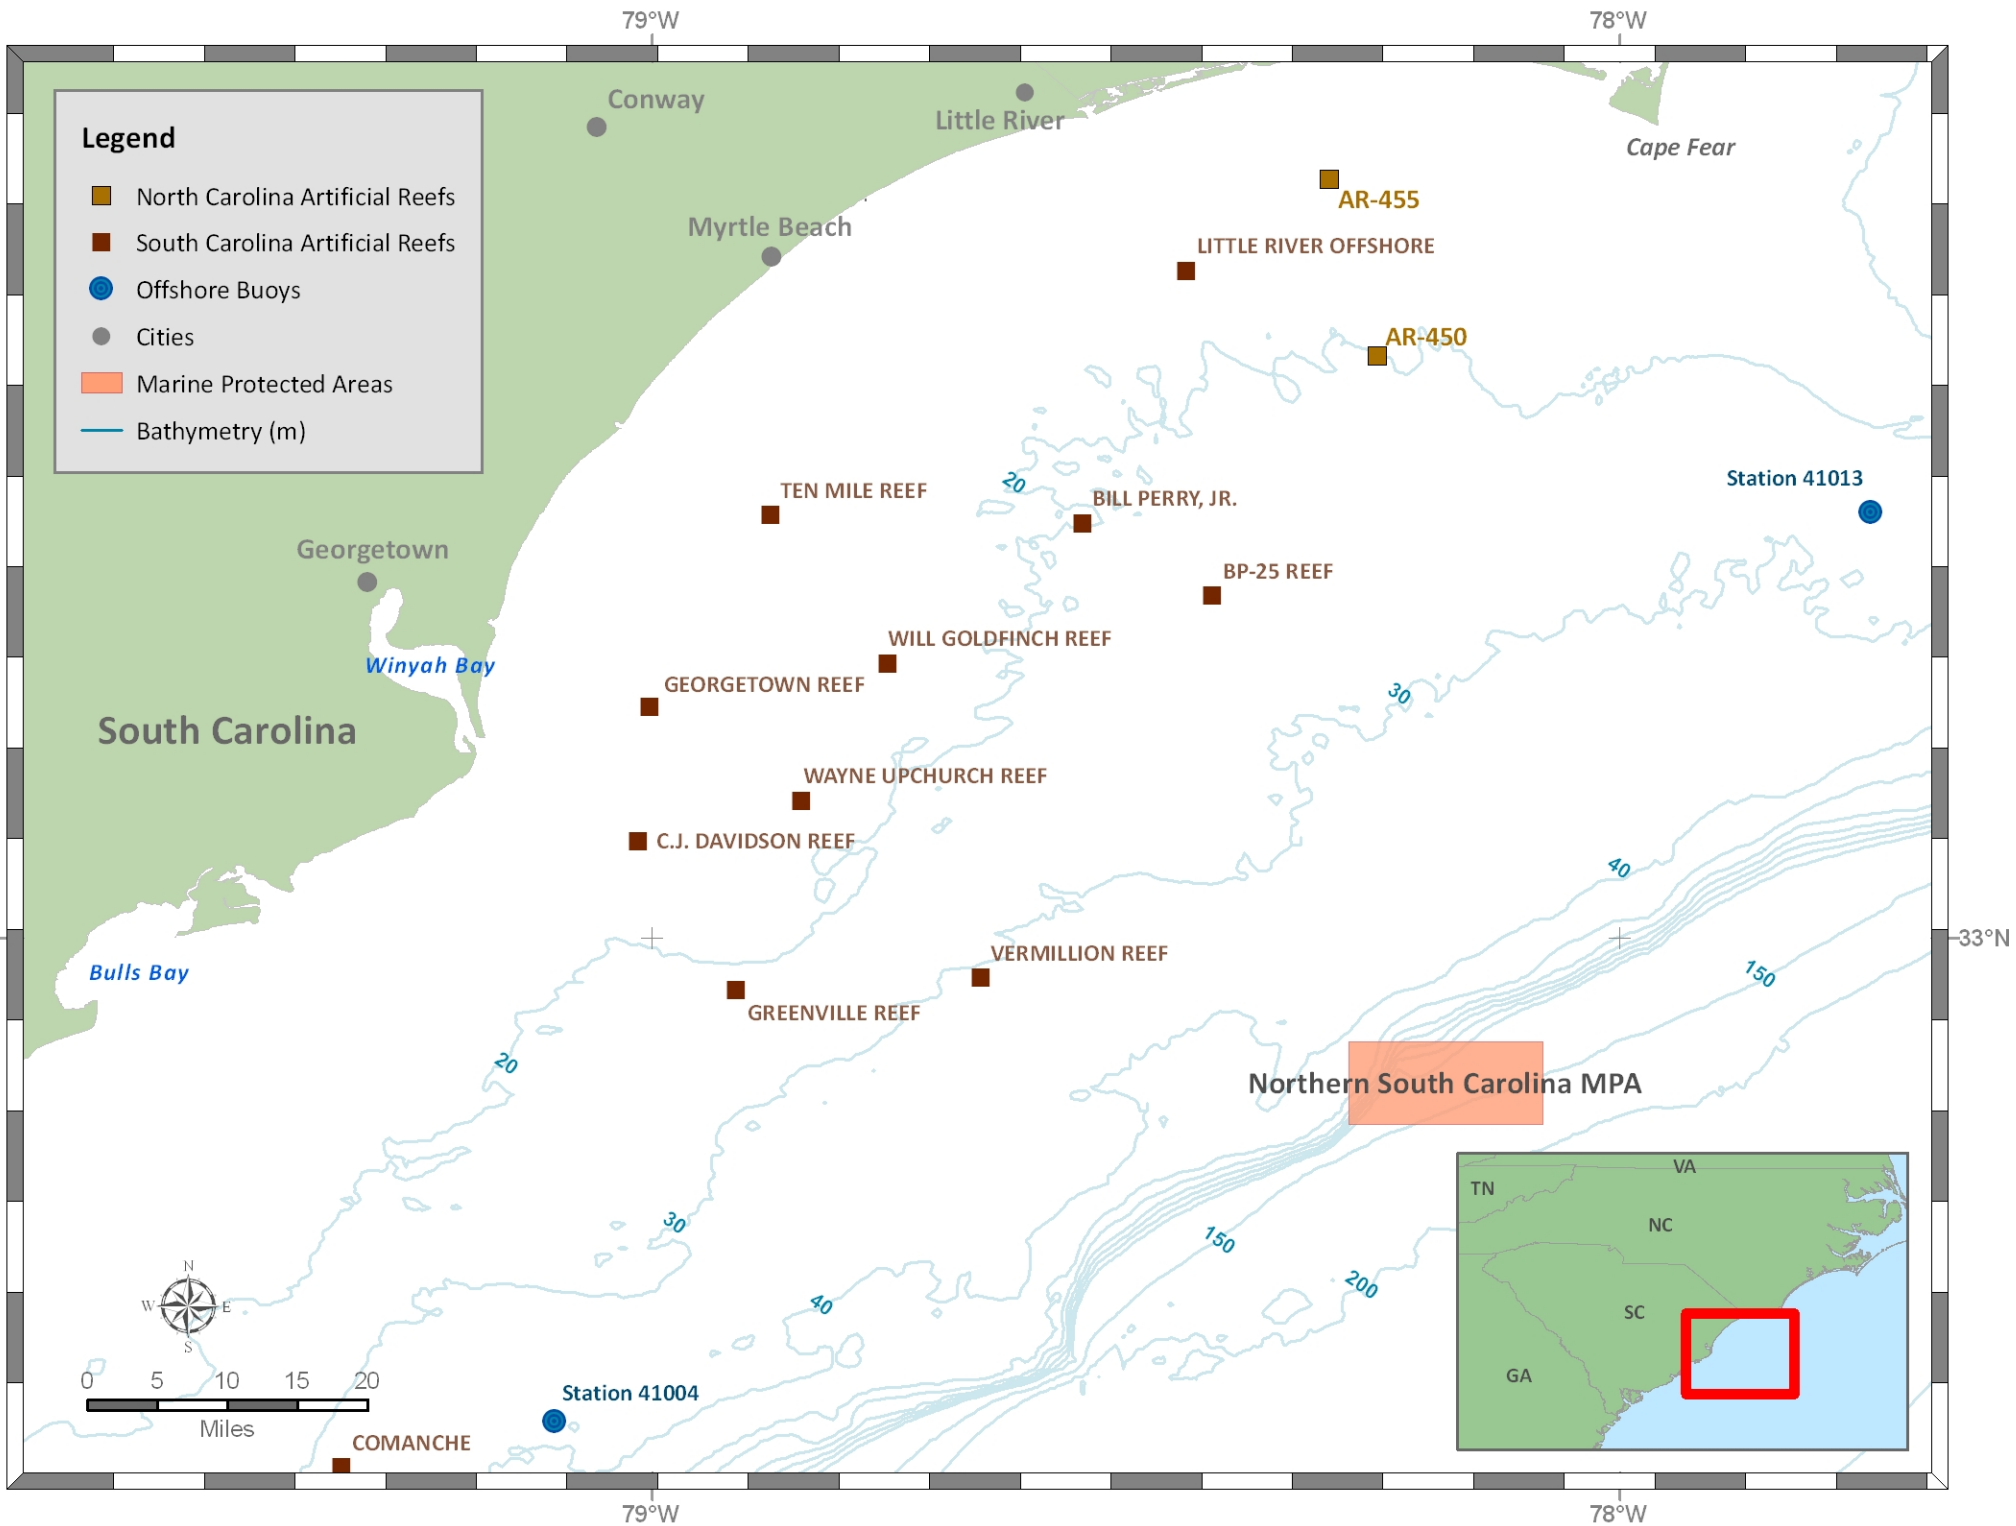 79°W
78°W
Conway
Little River
Cape Fear
Legend
North Carolina Artificial Reefs
South Carolina Artificial Reefs
Offshore Buoys
Cities
Marine Protected Areas
Bathymetry (m)
AR-455
Myrtle Beach
LITTLE RIVER OFFSHORE
AR-450
Station 41013
20
TEN MILE REEF
BILL PERRY, JR.
Georgetown
BP-25 REEF
WILL GOLDFINCH REEF
Winyah Bay
GEORGETOWN REEF
30
South Carolina
WAYNE UPCHURCH REEF
C.J. DAVIDSON REEF
40
33°N
VERMILLION REEF
Bulls Bay
150
GREENVILLE REEF
20
Northern South Carolina MPA
VA
TN
NC
30
150
N
W
E
S
200
40
SC
GA
0 5 10 15 20
Miles
Station 41004
COMANCHE
79°W
78°W